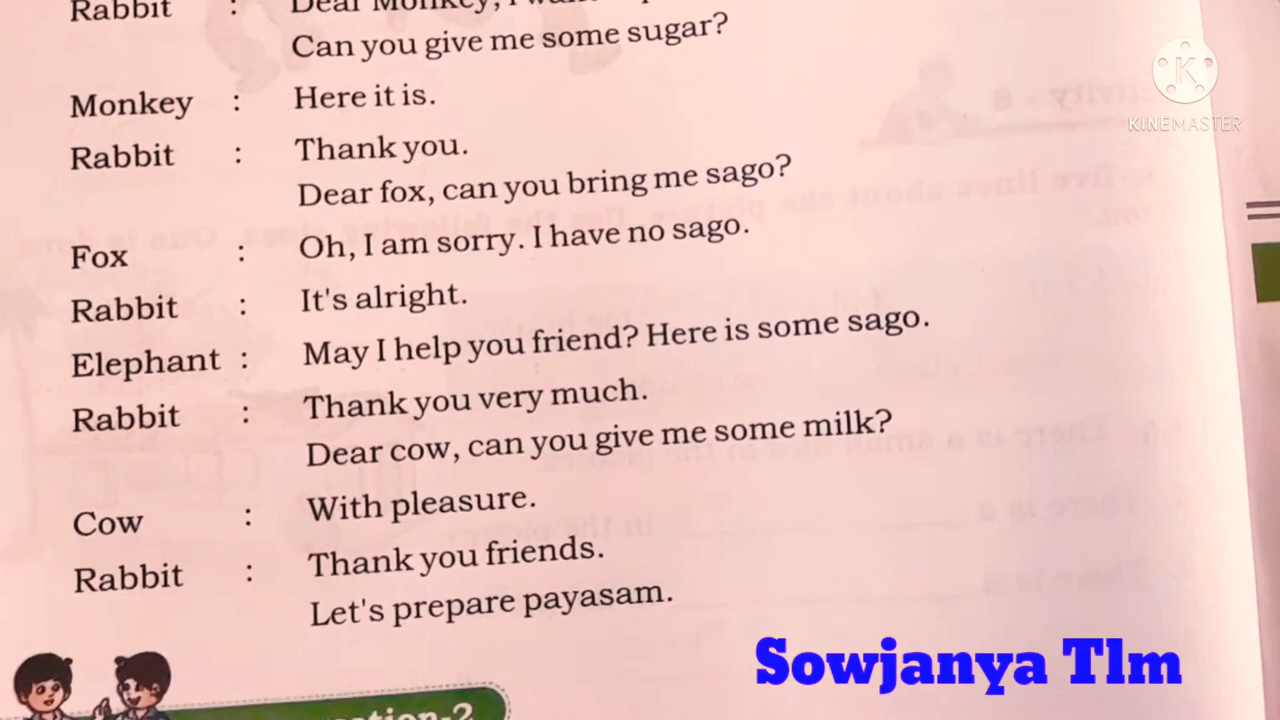 Rabbit : Dear Monkey, I
Can you give me some sugar?
Monkey : Here it is.
Rabbit : Thank you.
Dear fox, can you bring me sago?
Fox : Oh, I am sorry. I have no sago.
Rabbit : It's alright.
Elephant : May I help you friend? Here is some sago.
Rabbit : Thank you very much.
Dear cow, can you give me some milk?
Cow : With pleasure.
Rabbit : Thank you friends.
Let's prepare payasam.
-2
K
KINEMASTER
Sowjanya Tlm